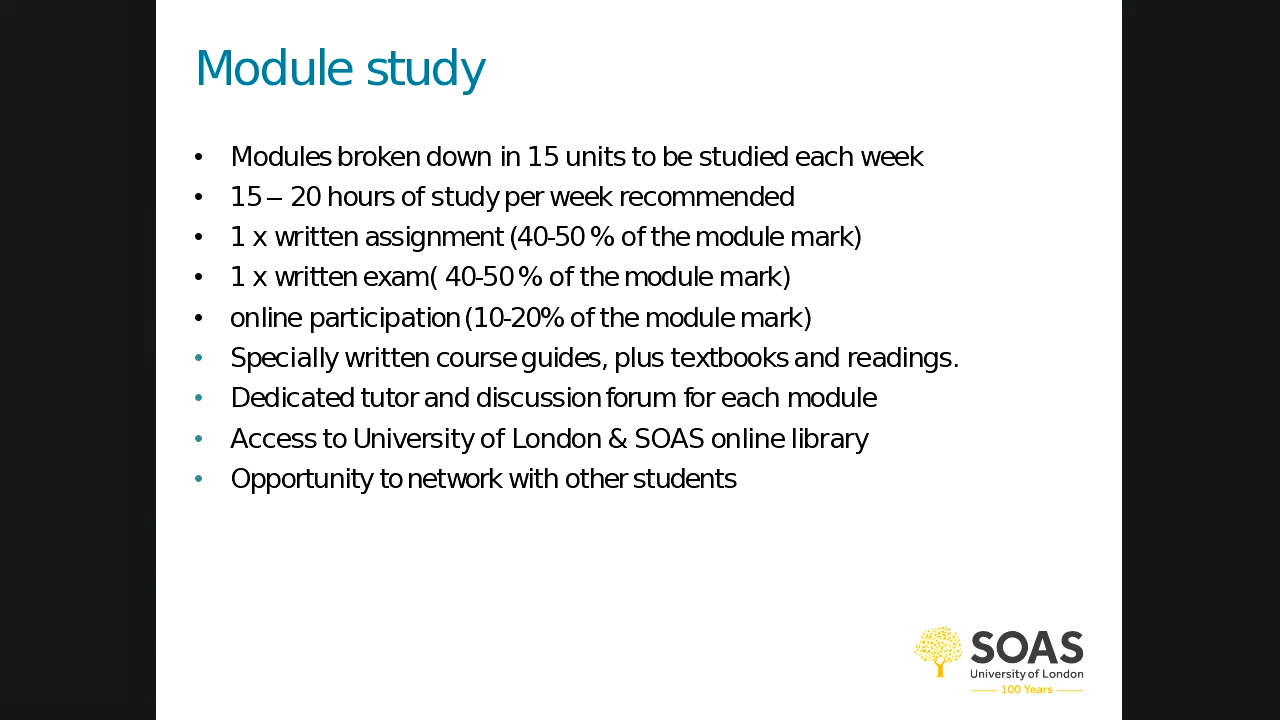 Module study
• Modules broken down in 15 units to be studied each week
• 15 – 20 hours of study per week recommended
• 1 x written assignment (40-50 % of the module mark)
• 1 x written exam( 40-50 % of the module mark)
• online participation (10-20% of the module mark)
• Specially written course guides, plus textbooks and readings.
• Dedicated tutor and discussion forum for each module
• Access to University of London & SOAS online library
• Opportunity to network with other students
SOAS
University of London
100 Years